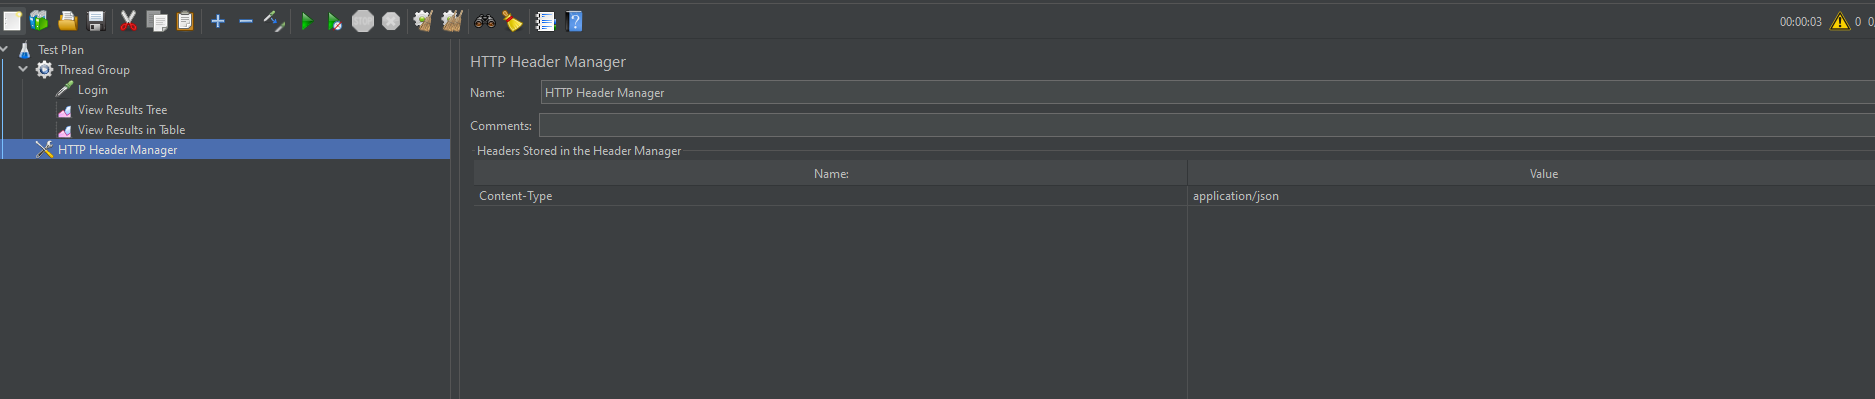 00:00:03 0 0
Test Plan
Thread Group
Login
View Results Tree
View Results in Table
HTTP Header Manager
HTTP Header Manager
Name: HTTP Header Manager
Comments:
Headers Stored in the Header Manager
Name: Value
Content-Type application/json